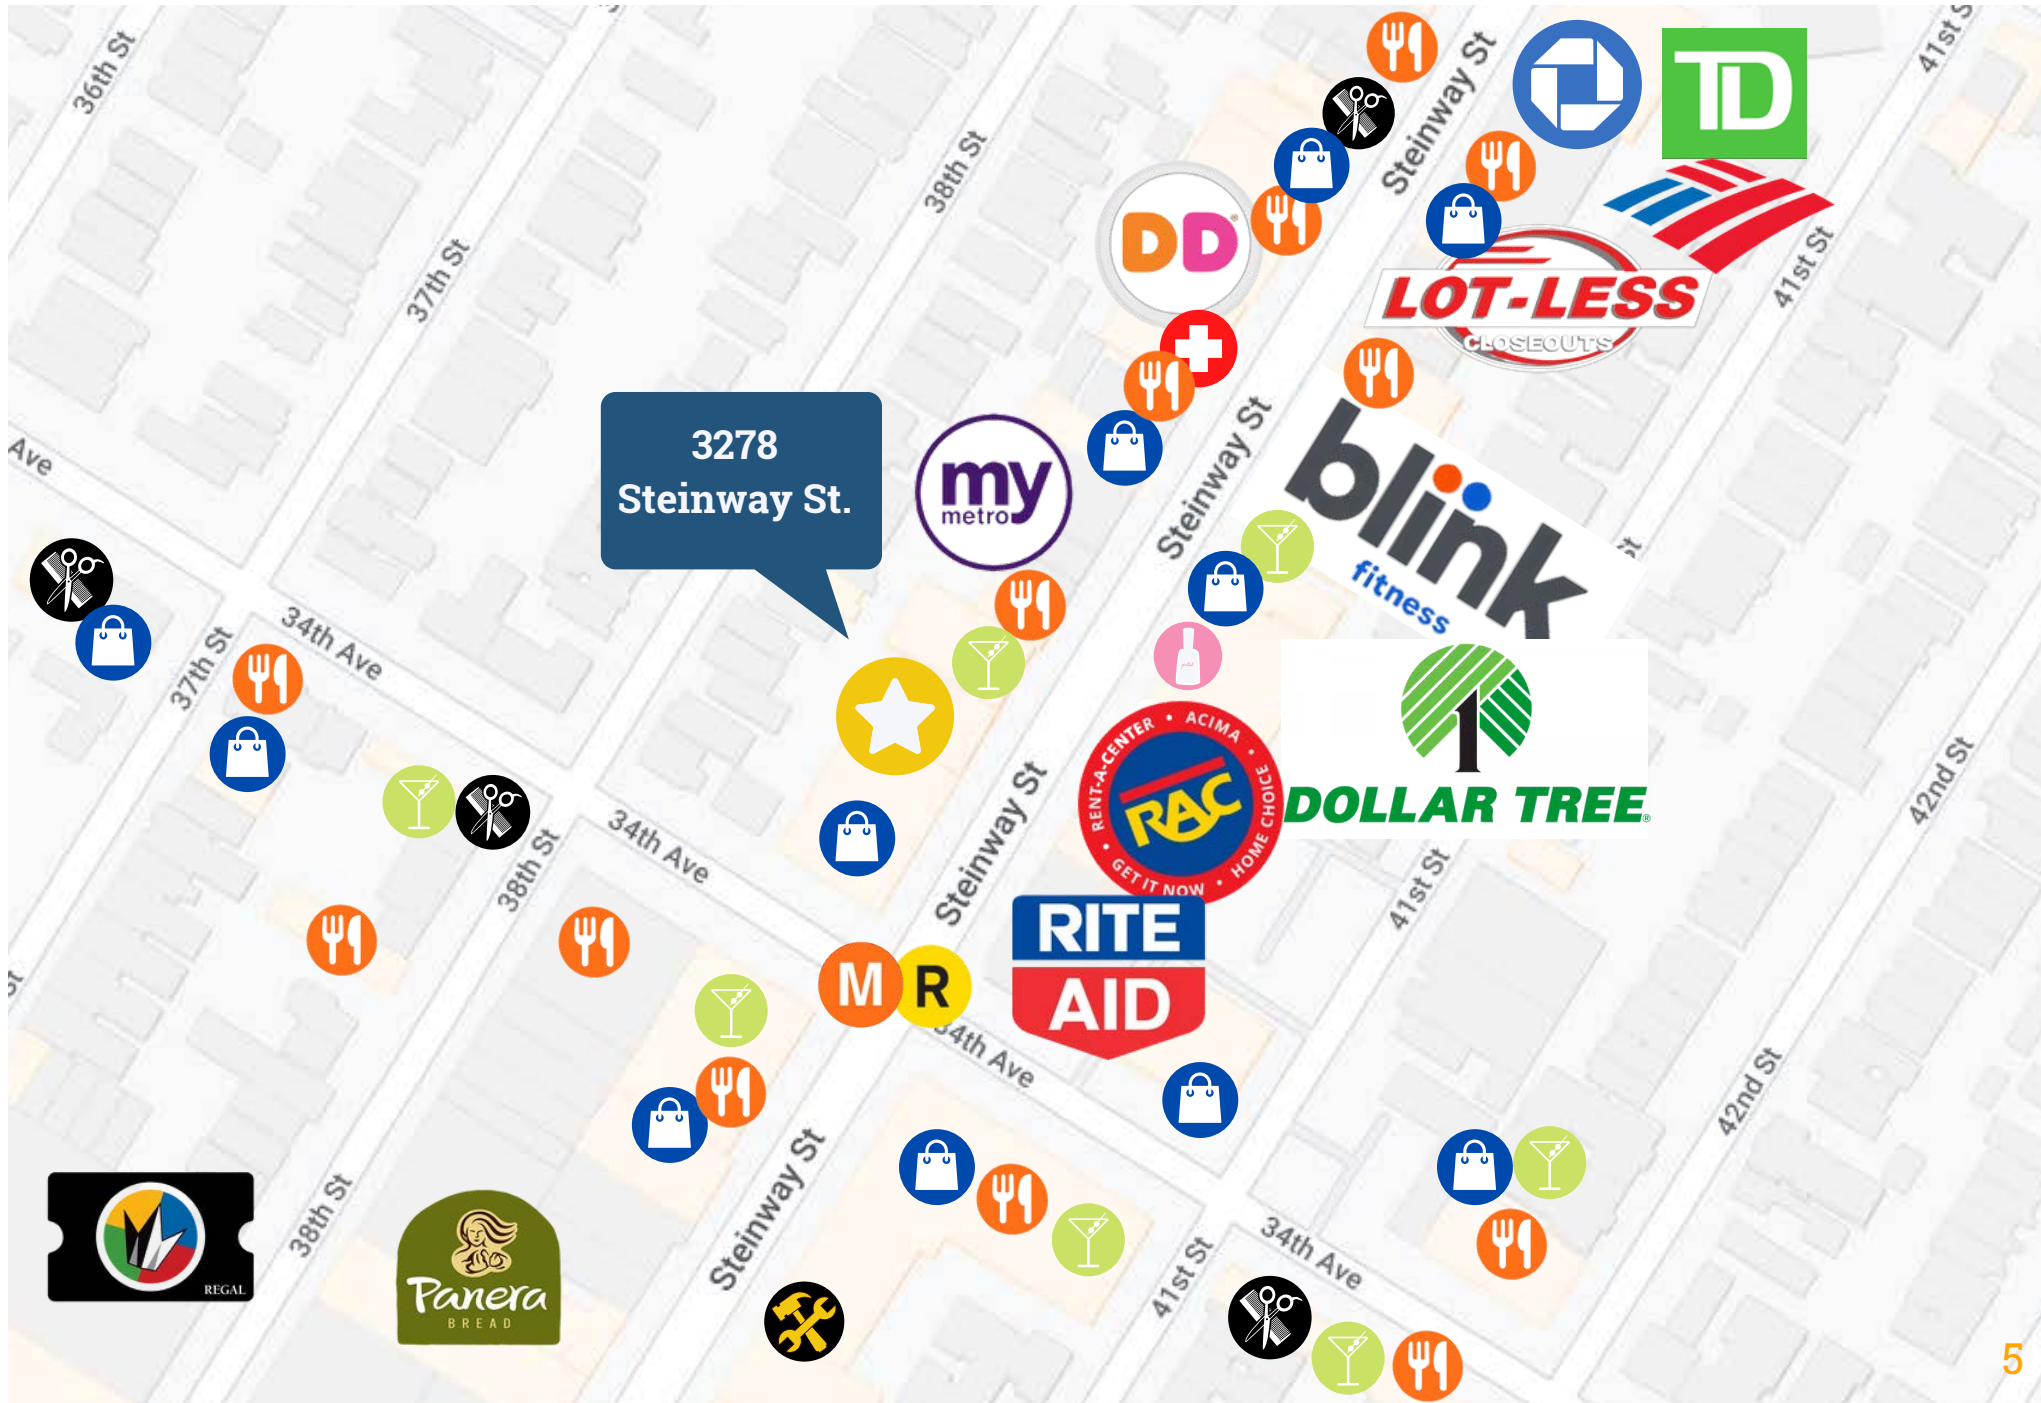 36th St
Steinway St
TD
41st St
38th St
DD
37th St
41st St
LOT-LESS
CLOSEOUTS
3278
Steinway St.
my
metro
Steinway St
blink
fitness
Ave
St
34th Ave
37th St
RENT-A-CENTER • ACIMA • HOME CHOICE • GET IT NOW •
RAC
DOLLAR TREE
42nd St
Steinway St
34th Ave
38th St
41st St
RITE
AID
M R
34th Ave
St
42nd St
Steinway St
38th St
REGAL
Panera
BREAD
41st St
34th Ave
5